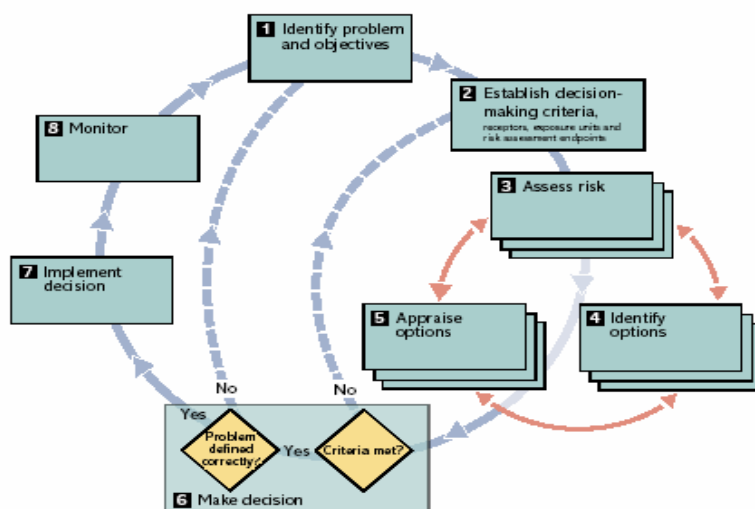 1 Identify problem
and objectives
2 Establish decision-
making criteria,
receptors, exposure units and
risk assessment endpoints
3 Assess risk
4 Identify
options
5 Appraise
options
No
No
Yes
Problem
defined
correctly?
Yes
Criteria met?
6 Make decision
7 Implement
decision
8 Monitor